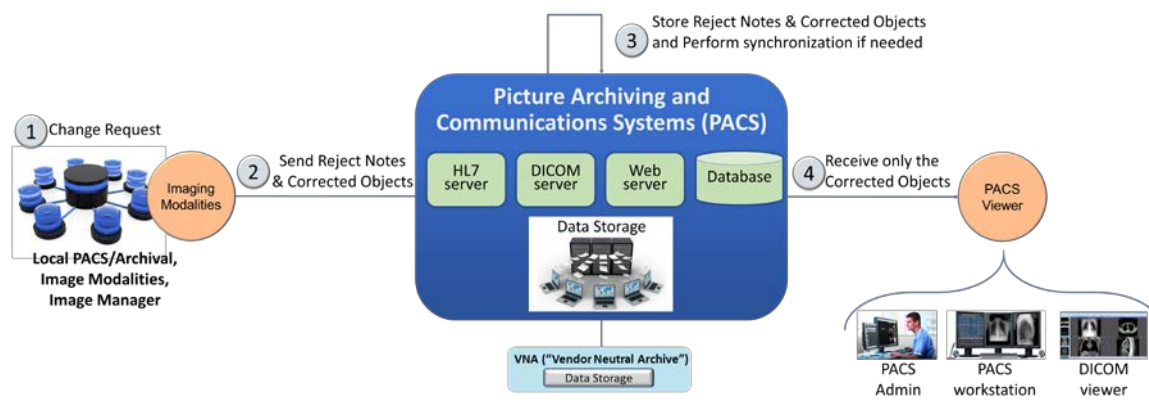 1 Change Request
Imaging
Modalities
Local PACS/Archival,
Image Modalities,
Image Manager
2 Send Reject Notes
& Corrected Objects
3 Store Reject Notes & Corrected Objects
and Perform synchronization if needed
Picture Archiving and
Communications Systems (PACS)
HL7
server
DICOM
server
Web
server
Database
Data Storage
VNA ("Vendor Neutral Archive")
Data Storage
4 Receive only the
Corrected Objects
PACS
Viewer
PACS
Admin
PACS
workstation
DICOM
viewer